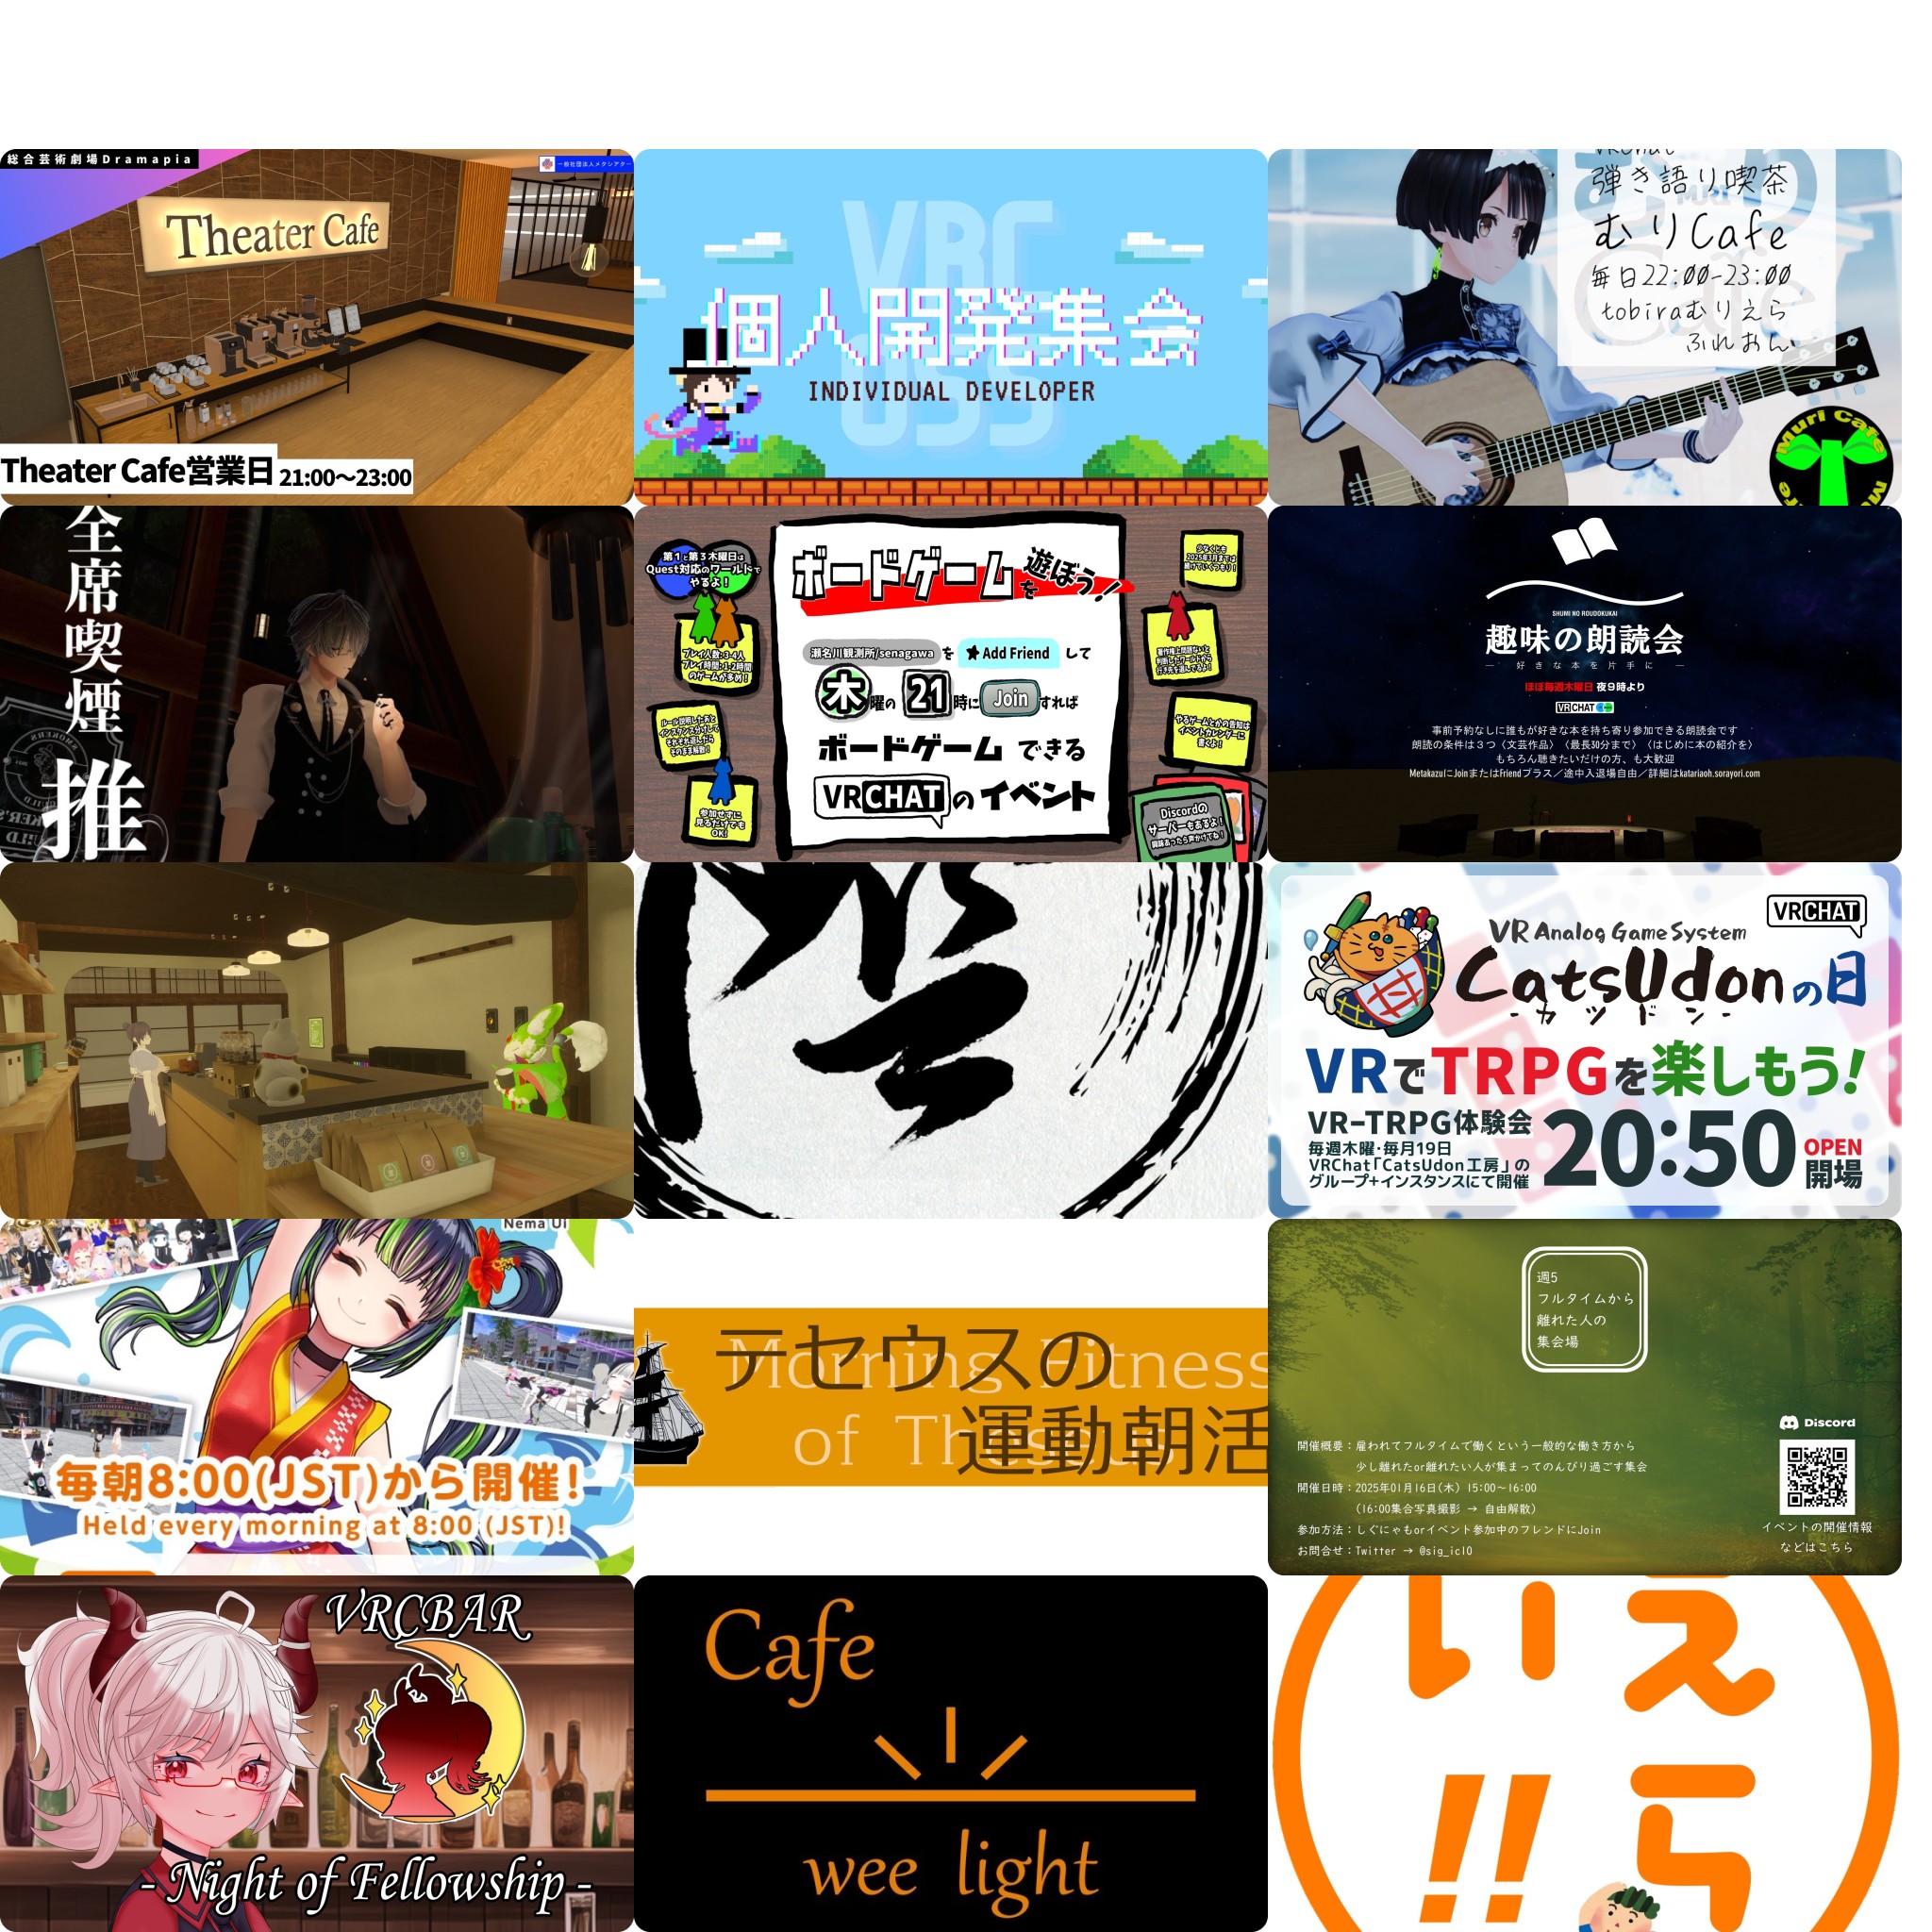 総合芸術劇場Dramapia
一般社団法人メタシアター
Theater Cafe
Theater Cafe営業日 21:00〜23:00
VRC
個人開発集会
INDIVIDUAL DEVELOPER
OSS
VRChat
弾き語り喫茶
むりCafe
毎日22:00-23:00
tobiraむりえら
ふれおん
Muri Cafe
全席喫煙
推
第1と第3木曜日は
Quest対応のワールドで
やるよ！
プレイ人数:3-4人
プレイ時間:1-2時間
のゲームが多め！
ルール説明したあと
インスタンス分けして
それぞれ遊んだら
そのまま解散！
参加せずに
見るだけでも
OK!
ボードゲームを遊ぼう！
瀬名川観測所/senagawa を Add Friend して
木曜の 21時に Join すれば
ボードゲーム できる
VRCHATの イベント
少なくとも
2025年3月までは
続けていくつもり！
著作権上問題ないと
判断したワールドから
行き先を選んでるよ！
やるゲームとかの告知は
イベントカレンダーに
書くよ！
Discordの
サーバーもあるよ！
興味あったら声かけてね！
SHUMI NO ROUDOKUKAI
趣味の朗読会
― 好きな本を片手に ―
ほぼ毎週木曜日 夜9時より
VRCHAT
事前予約なしに誰もが好きな本を持ち寄り参加できる朗読会です
朗読の条件は３つ〈文芸作品〉〈最長30分まで〉〈はじめに本の紹介を〉
もちろん聴きたいだけの方、も大歓迎
MetakazuにJoinまたはFriendプラス／途中入退場自由／詳細はkatariaoh.sorayori.com
VRCHAT
VR Analog Game System
CatsUdonの日
-カツドン-
VRでTRPGを楽しもう!
VR-TRPG体験会
毎週木曜・毎月19日
VRChat「CatsUdon工房」の
グループ+インスタンスにて開催
20:50
OPEN
開場
Nema Ui
毎朝8:00(JST)から開催!
Held every morning at 8:00 (JST)!
テセウスの
運動朝活
Morning Fitness
of Theseus
週5
フルタイムから
離れた人の
集会場
開催概要：雇われてフルタイムで働くという一般的な働き方から
少し離れたor離れたい人が集まってのんびり過ごす集会
開催日時：2025年01月16日(木) 15:00〜16:00
(16:00集合写真撮影 → 自由解散)
参加方法：しぐにゃもorイベント参加中のフレンドにJoin
お問合せ：Twitter → @sig_ic10
Discord
イベントの開催情報
などはこちら
VRCBAR
- Night of Fellowship -
Cafe
wee light
えら
い!!